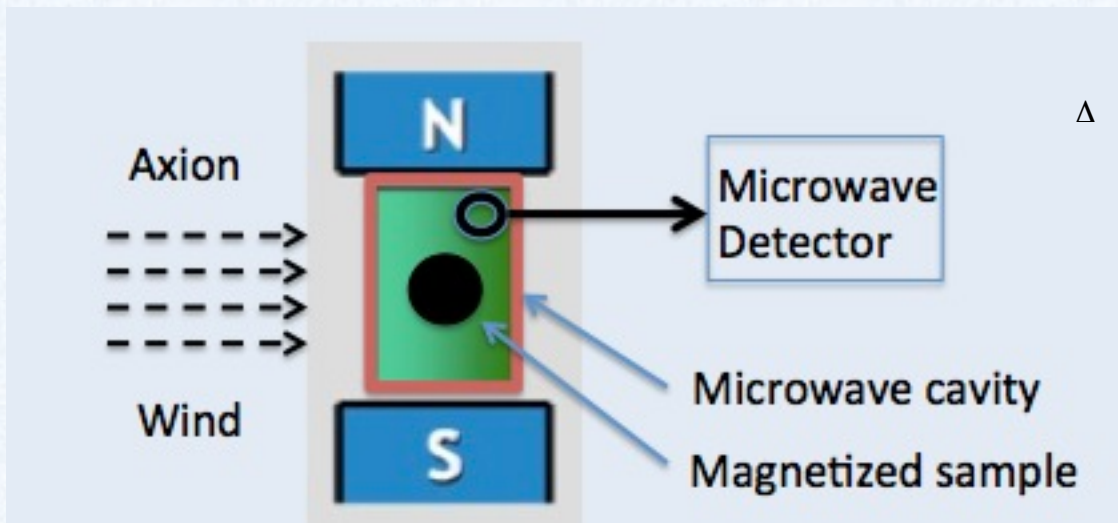 N
Δ
Axion
Microwave
Detector
Microwave cavity
Wind
S
Magnetized sample